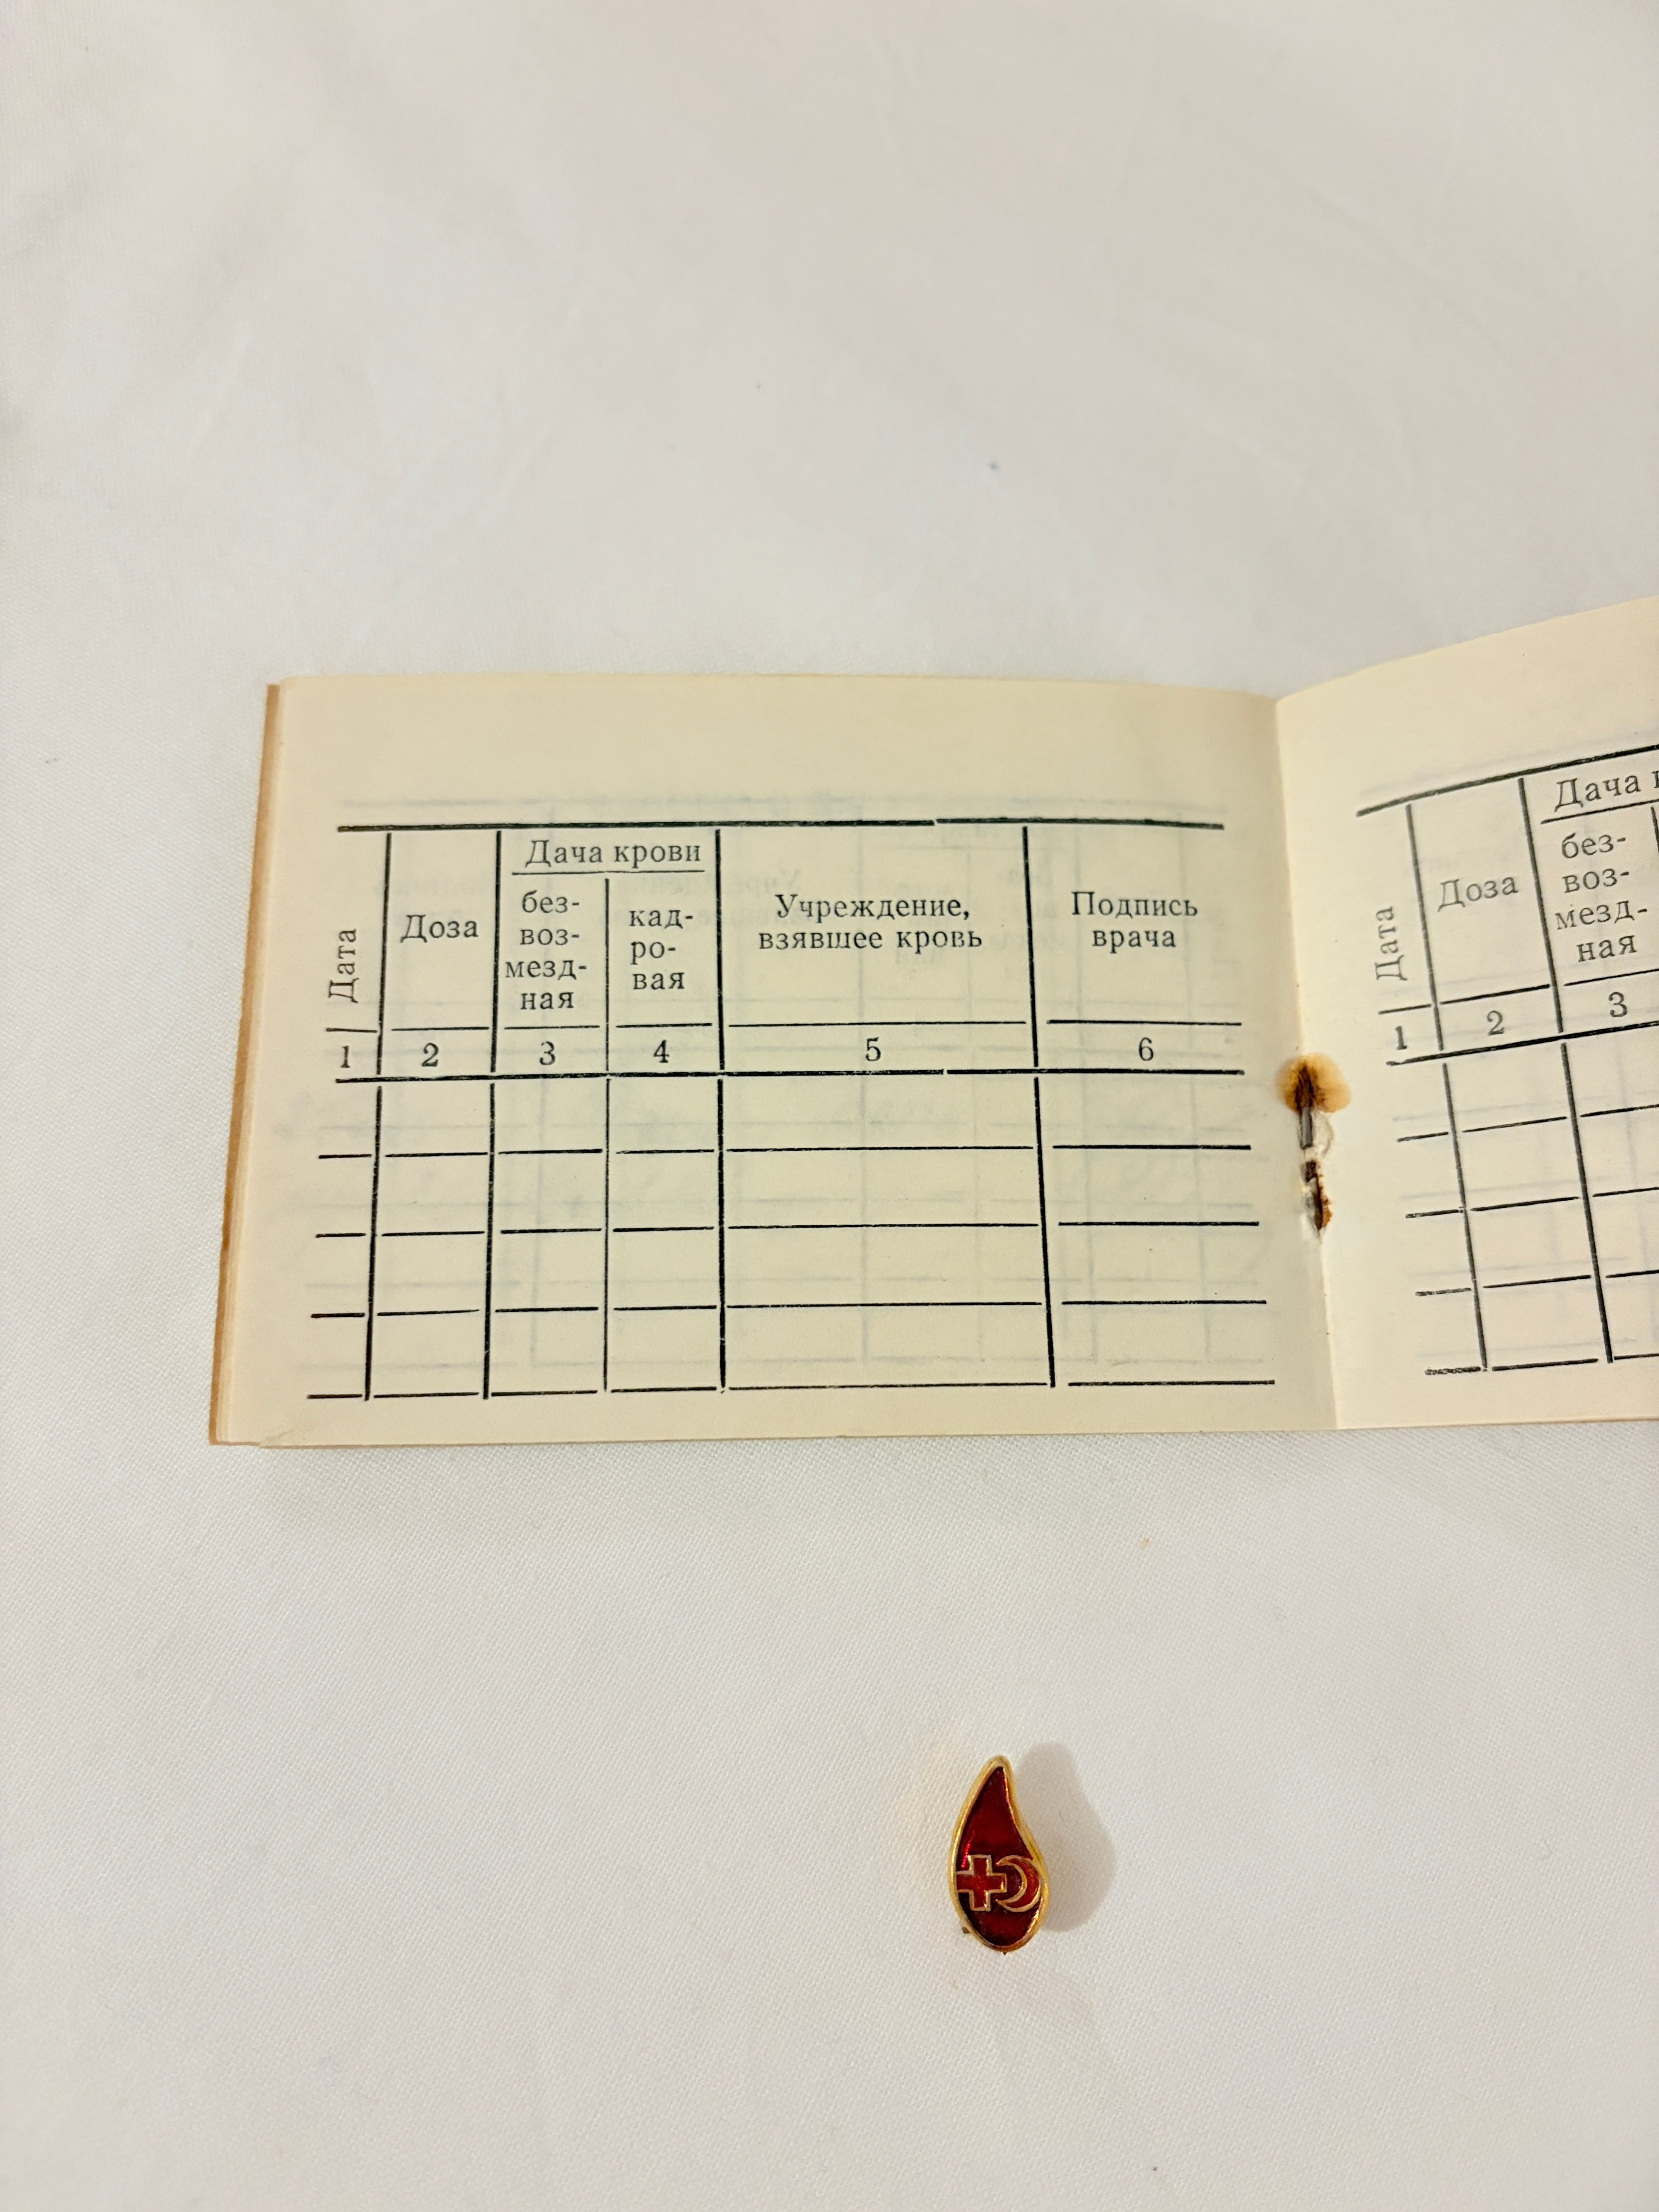 Дата
Доза
Дача крови
без-
воз-
мезд-
ная
кад-
ро-
вая
Учреждение,
взявшее кровь
Подпись
врача
1 2 3 4 5 6
Дата
Доза
Дача
без-
воз-
мезд-
ная
1 2 3